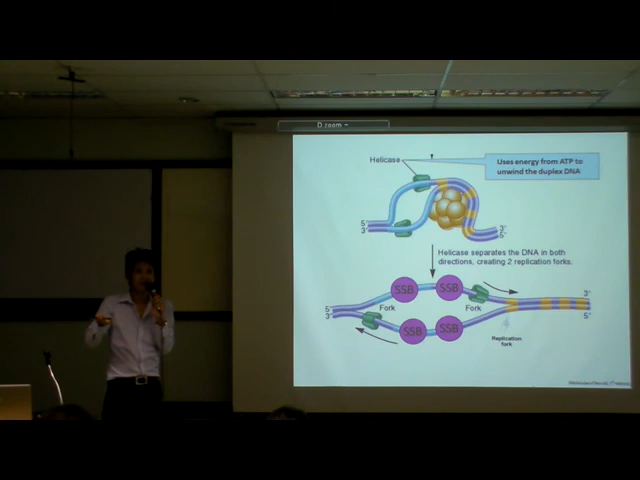 D.zoom
Helicase
Uses energy from ATP to
unwind the duplex DNA
5'
3'
3'
5'
Helicase separates the DNA in both
directions, creating 2 replication forks.
SSB
SSB
3'
Fork
Fork
5'
3'
5'
SSB
SSB
Replication
fork